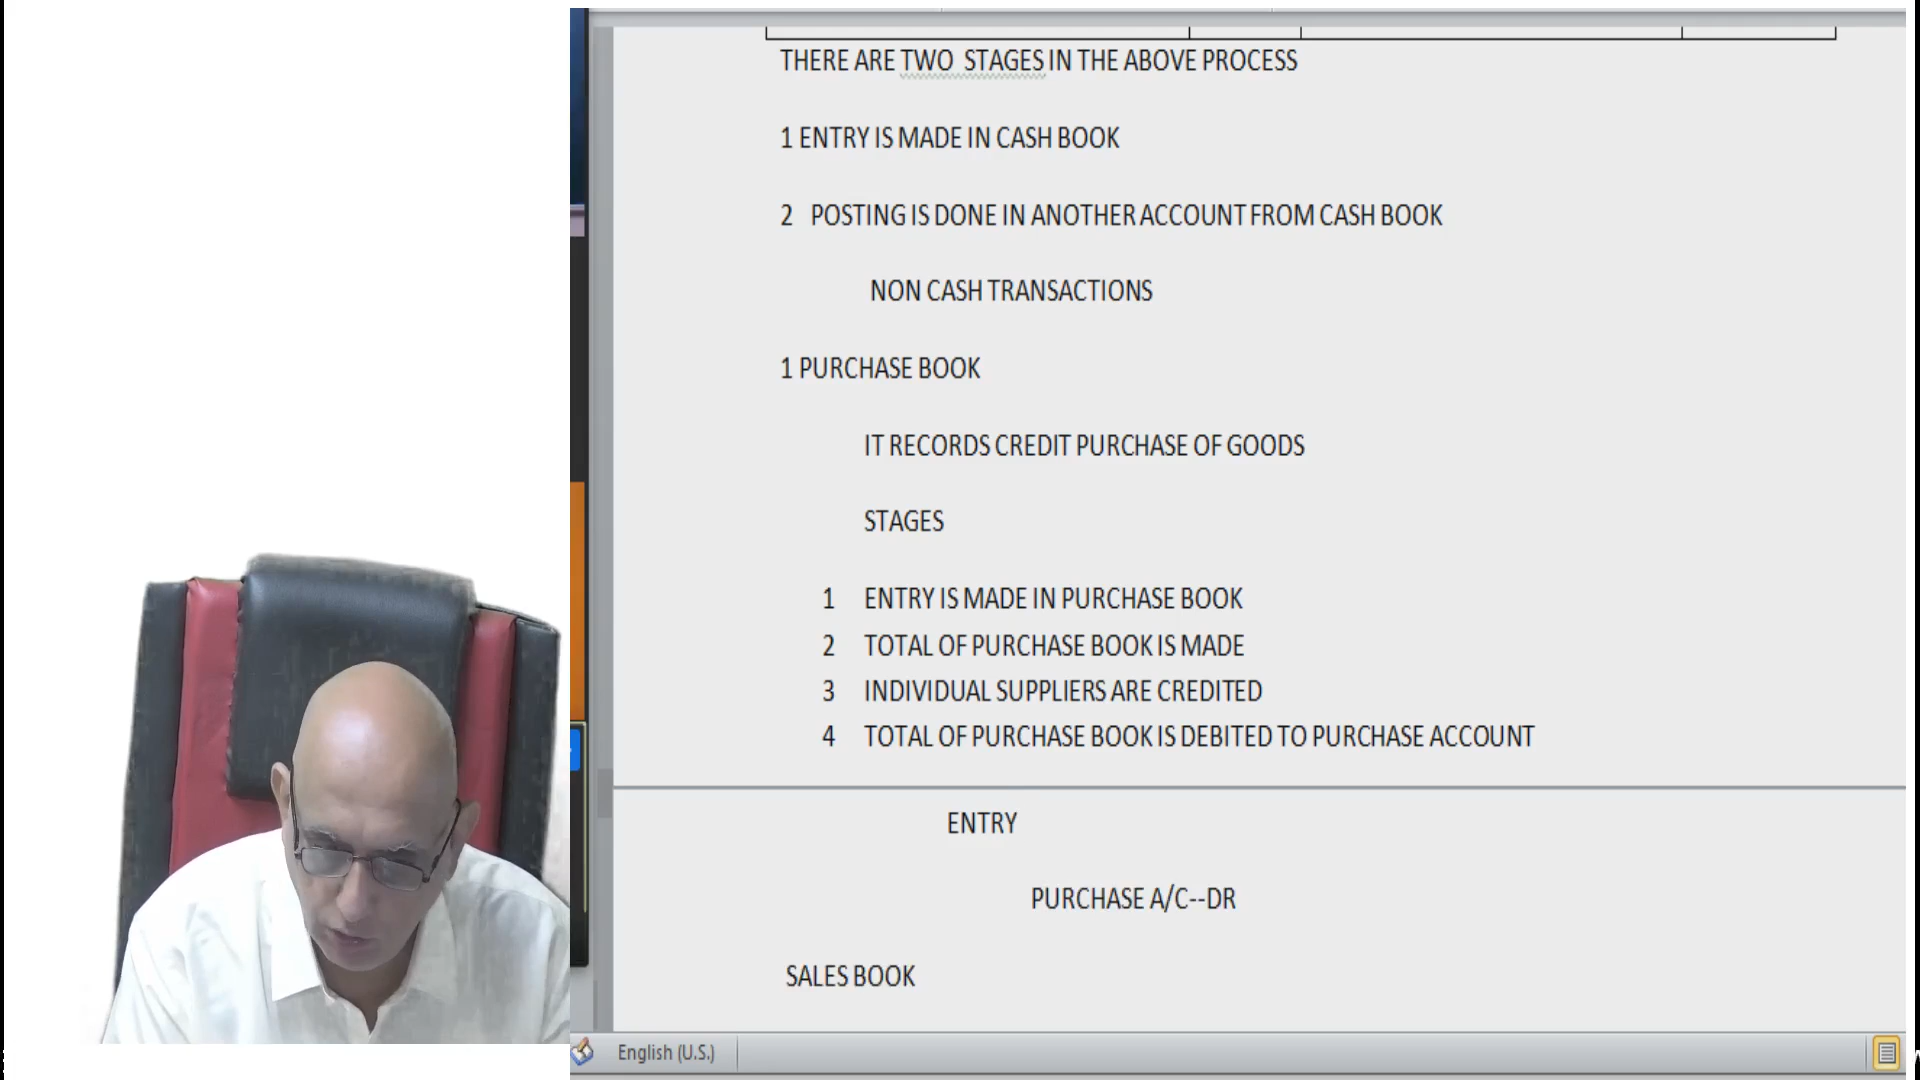 THERE ARE TWO STAGES IN THE ABOVE PROCESS
1 ENTRY IS MADE IN CASH BOOK
2 POSTING IS DONE IN ANOTHER ACCOUNT FROM CASH BOOK
NON CASH TRANSACTIONS
1 PURCHASE BOOK
IT RECORDS CREDIT PURCHASE OF GOODS
STAGES
1 ENTRY IS MADE IN PURCHASE BOOK
2 TOTAL OF PURCHASE BOOK IS MADE
3 INDIVIDUAL SUPPLIERS ARE CREDITED
4 TOTAL OF PURCHASE BOOK IS DEBITED TO PURCHASE ACCOUNT
ENTRY
PURCHASE A/C--DR
SALES BOOK
English (U.S.)